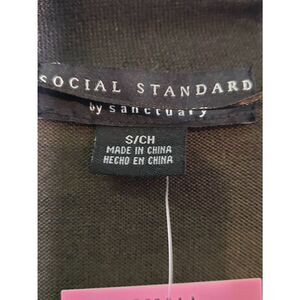 SOCIAL STANDARD
by sanctuary
S/CH
MADE IN CHINA
HECHO EN CHINA